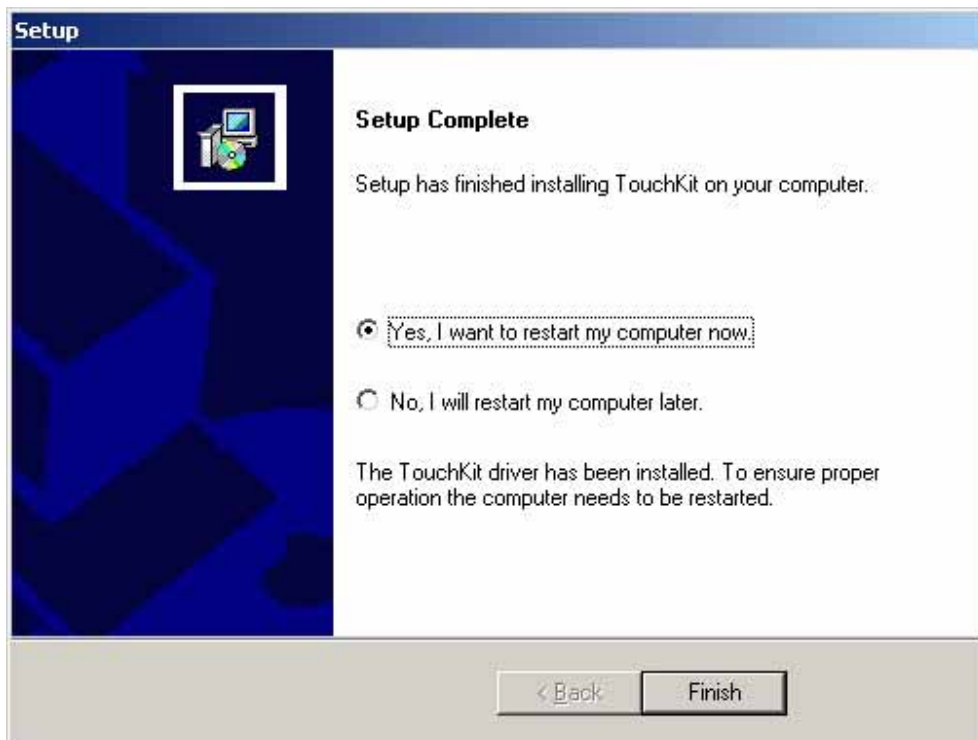 Setup
Setup Complete
Setup has finished installing TouchKit on your computer.
Yes, I want to restart my computer now.
No, I will restart my computer later.
The TouchKit driver has been installed. To ensure proper
operation the computer needs to be restarted.
< Back
Finish